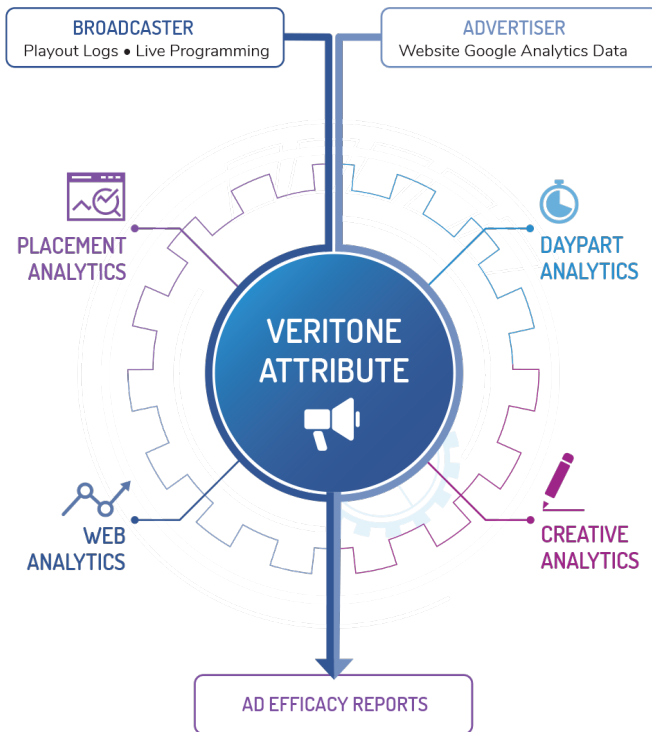 BROADCASTER
Playout Logs • Live Programming
ADVERTISER
Website Google Analytics Data
PLACEMENT
ANALYTICS
DAYPART
ANALYTICS
VERITONE
ATTRIBUTE
WEB
ANALYTICS
CREATIVE
ANALYTICS
AD EFFICACY REPORTS